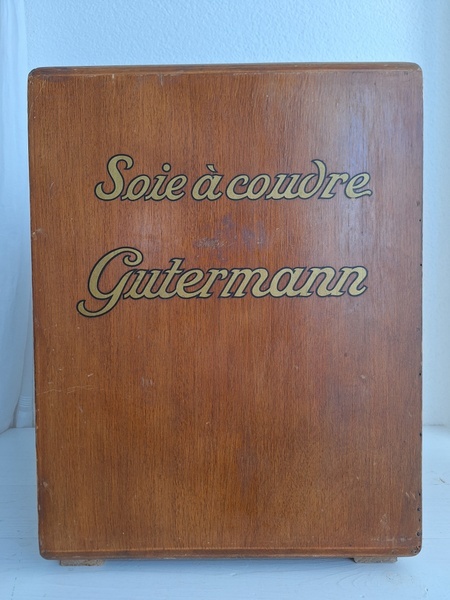 Soie à coudre
Gutermann